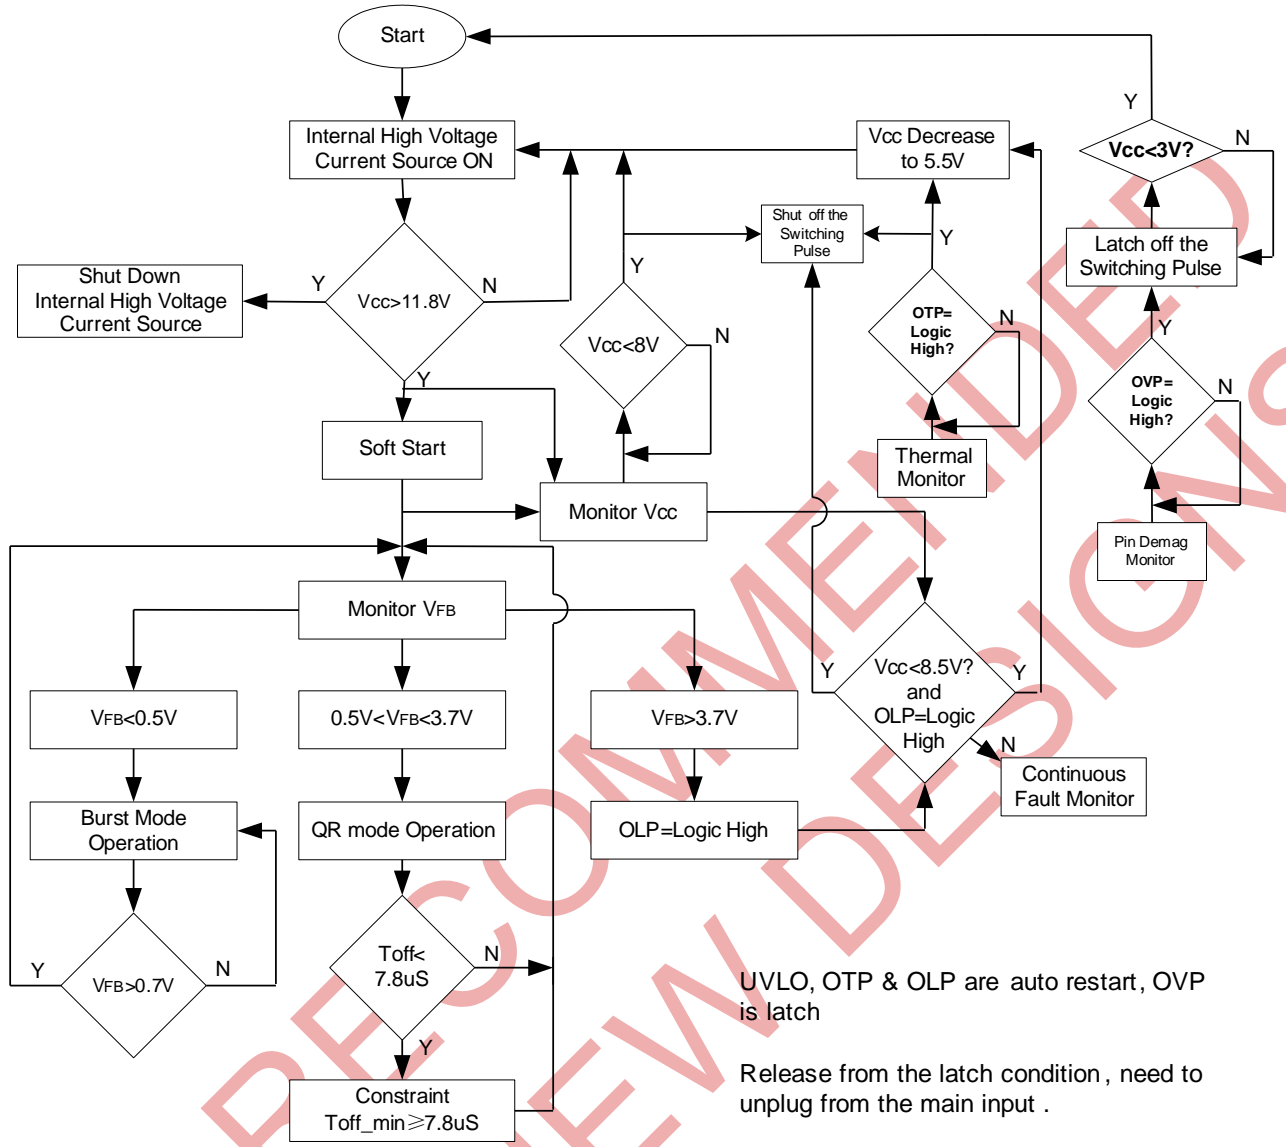 Start
Internal High Voltage
Current Source ON
Vcc Decrease
to 5.5V
Y
Vcc<3V?
N
Shut off the
Switching
Pulse
Y
Latch off the
Switching Pulse
Shut Down
Internal High Voltage
Current Source
Y
Vcc>11.8V
N
Y
Vcc<8V
N
OTP=
Logic
High?
N
Y
OVP=
Logic
High?
N
Y
Soft Start
Thermal
Monitor
Monitor Vcc
Pin Demag
Monitor
Monitor VFB
VFB<0.5V
0.5V<VFB<3.7V
VFB>3.7V
Y
Vcc<8.5V?
and
OLP=Logic
High
Y
N
Continuous
Fault Monitor
Burst Mode
Operation
QR mode Operation
OLP=Logic High
Y
VFB>0.7V
N
Toff<
7.8uS
N
Y
Constraint
Toff_min≥7.8uS
UVLO, OTP & OLP are auto restart, OVP
is latch
Release from the latch condition, need to
unplug from the main input .
RECOMMENDED
NEW DESIGNS